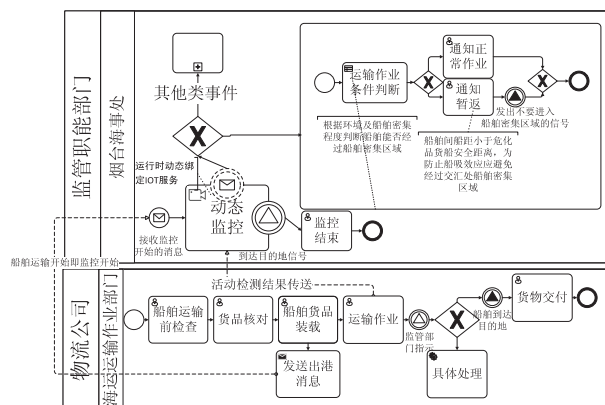 监管职能部门
烟台海事处
其他类事件
运行时动态绑
定IOT服务
动态
监控
接收监控
开始的消息
到达目的地信号
监控
结束
运输作业
条件判断
通知正
常作业
通知
暂返
发出不要进入
船舶密集区域的信号
根据环境及船舶密集
程度判断船舶能否经
过船舶密集区域
船舶间船距小于危化
品货船安全距离，为
防止船吸效应应避免
经过交汇处船舶密集
区域
船舶运输开始即监控开始
活动检测结果传送
物流公司
海运运输作业部门
船舶运输
前检查
货品核对
船舶货品
装载
运输作业
监管部
门指示
船舶到达
目的地
货物交付
发送出港
消息
具体处理